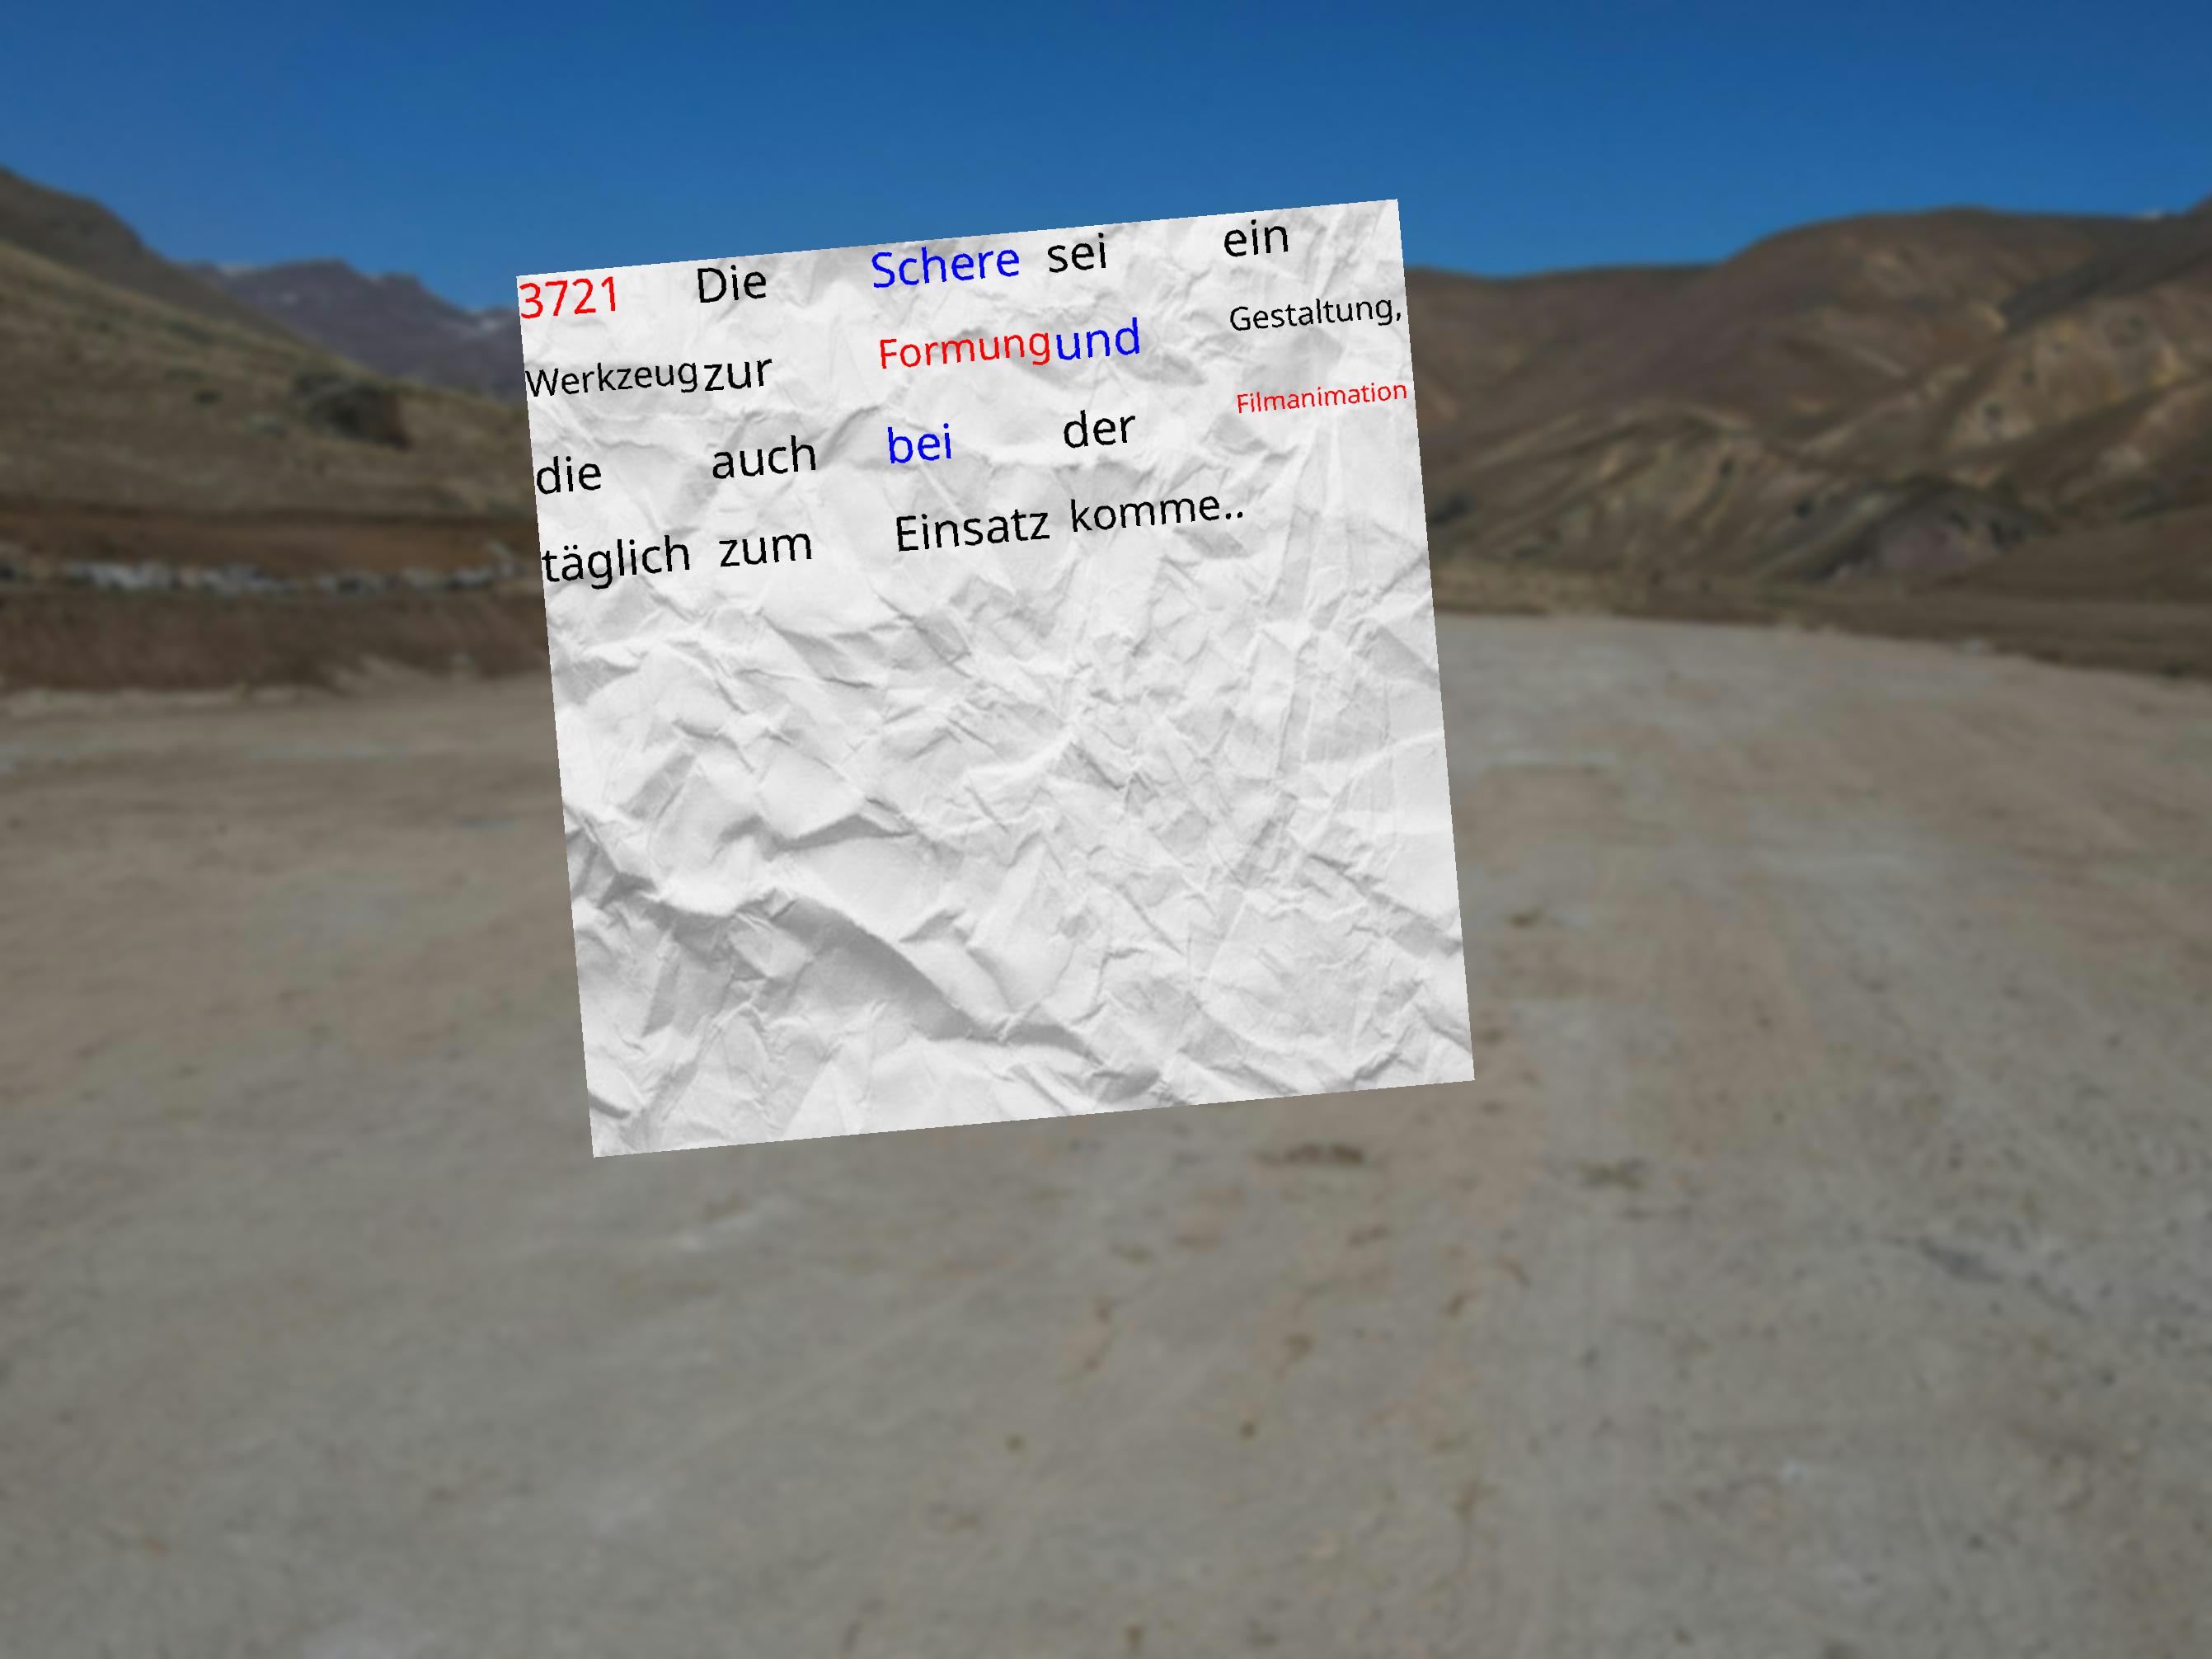 3721 Die Schere sei ein
Werkzeug zur Formung und Gestaltung,
die auch bei der Filmanimation
täglich zum Einsatz komme..